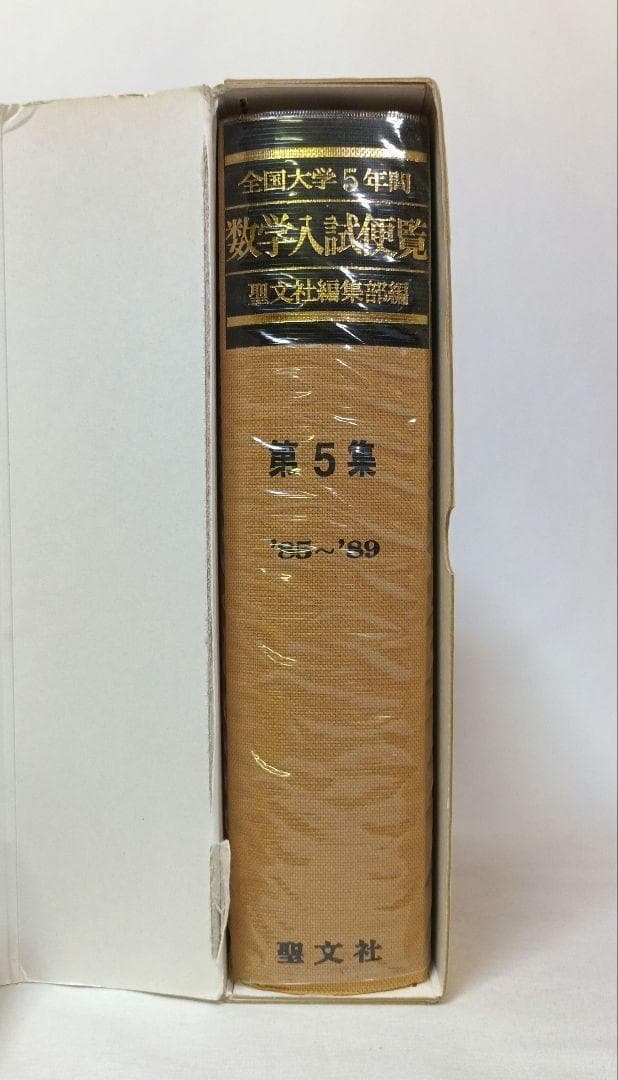 全国大学5年間
数学入試便覧
聖文社編集部編
第5集
'85～'89
聖文社